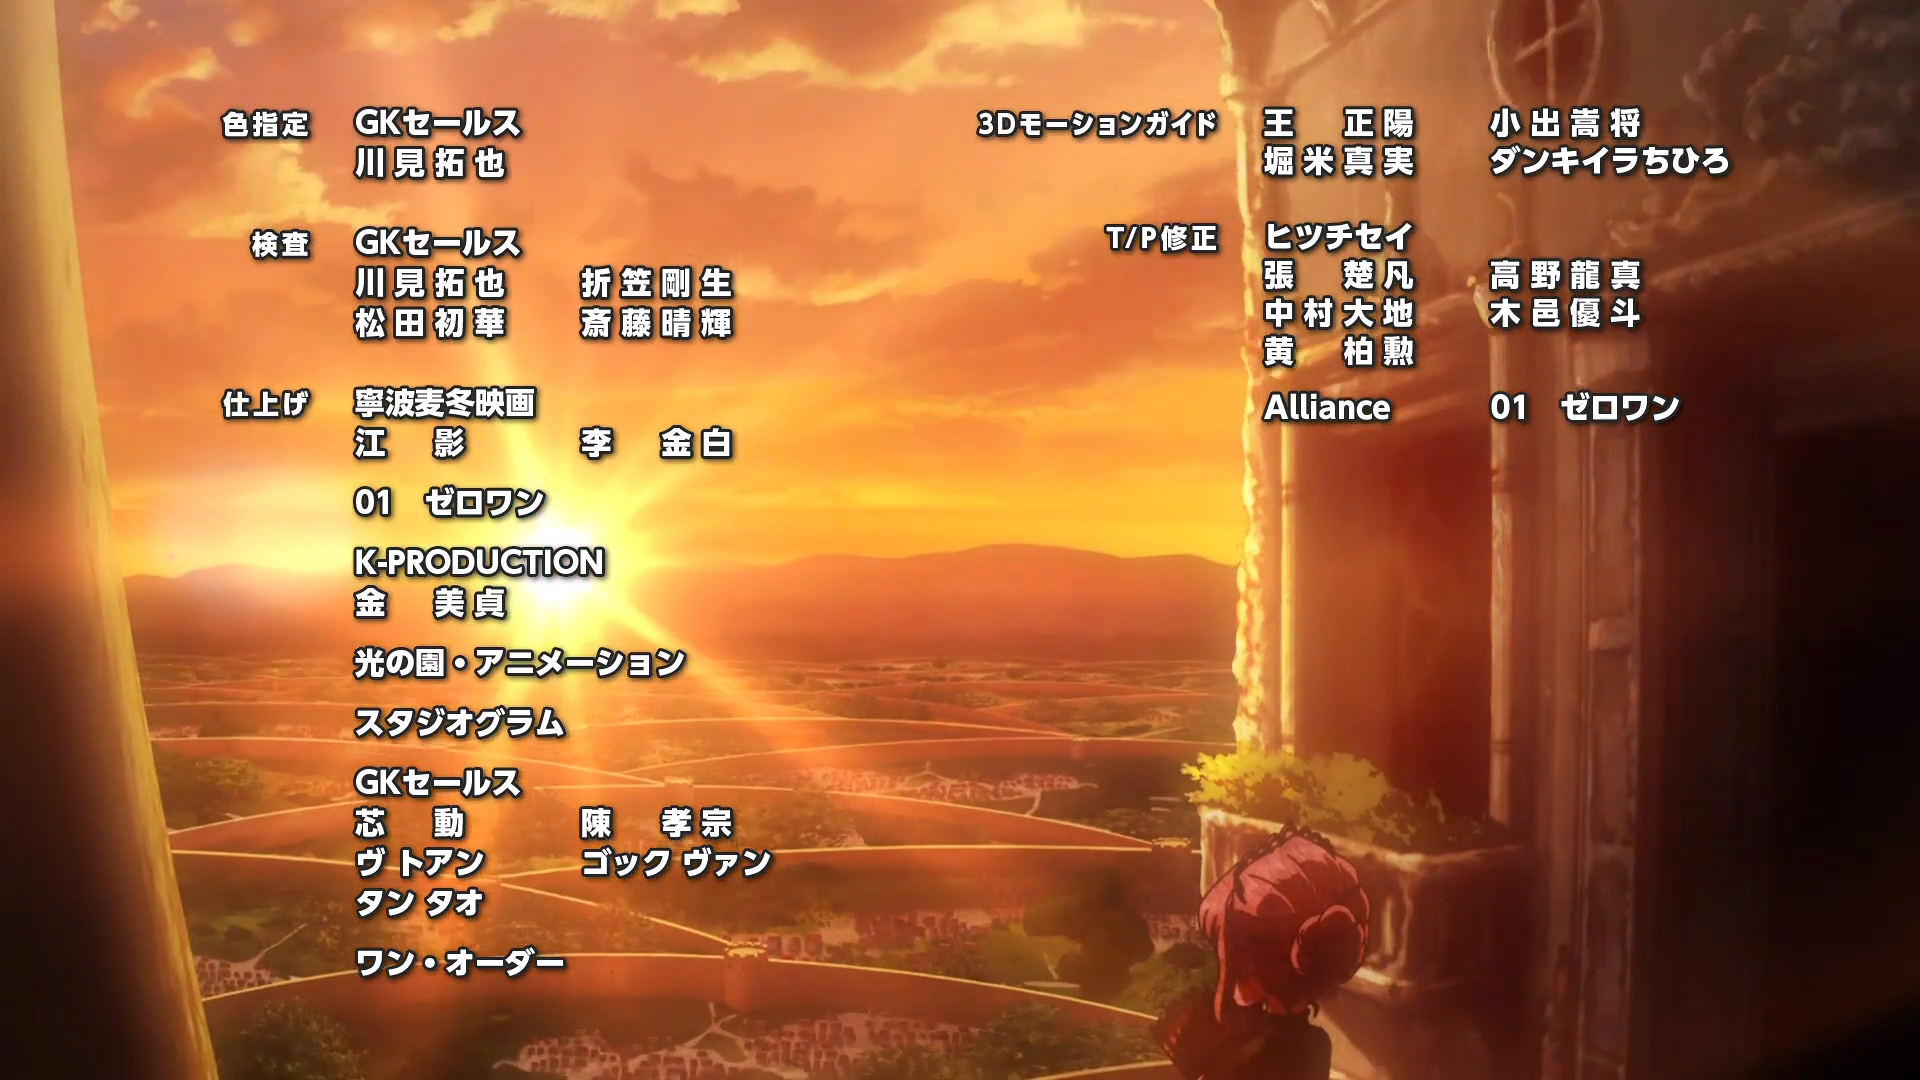 色指定 GKセールス
川見拓也
検査 GKセールス
川見拓也 折笠剛生
松田初華 斎藤晴輝
仕上げ 寧波麦冬映画
江 影 李 金白
01 ゼロワン
K-PRODUCTION
金 美貞
光の園・アニメーション
スタジオグラム
GKセールス
芯 動 陳 孝宗
ヴ トアン ゴック ヴァン
タン タオ
ワン・オーダー
3Dモーションガイド 王 正陽 小出嵩将
堀米真実 ダンキイラちひろ
T/P修正 ヒツチセイ
張 楚凡 高野龍真
中村大地 木邑優斗
黄 柏勲
Alliance 01 ゼロワン